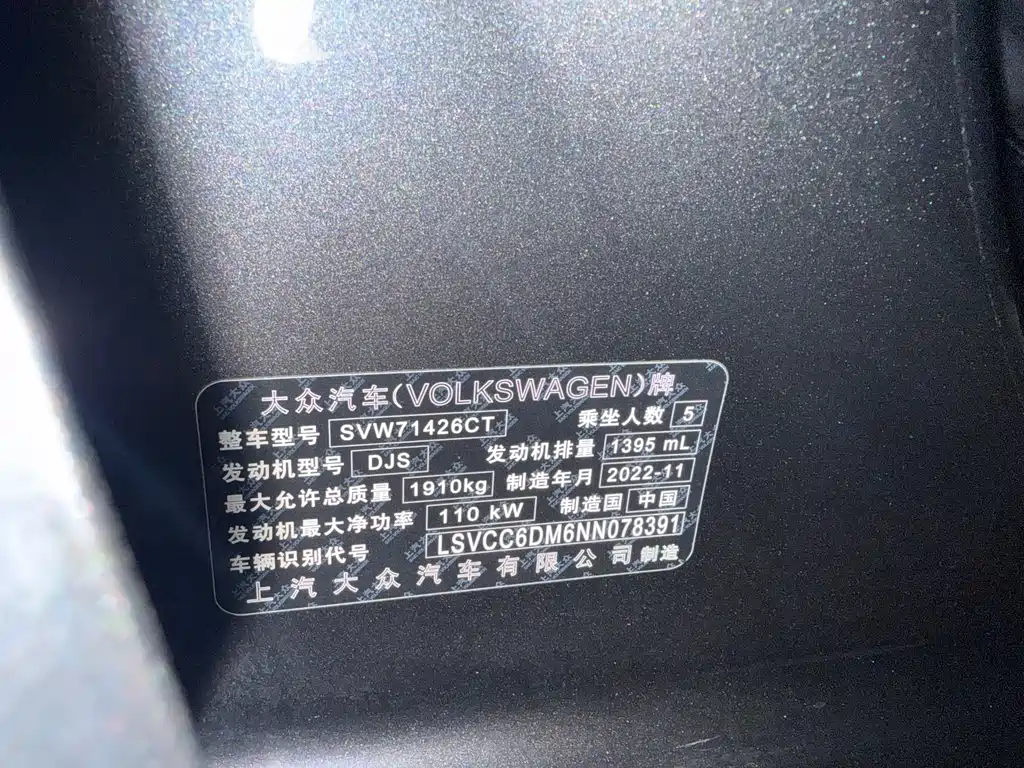 大众汽车(VOLKSWAGEN)牌
整车型号 SVW71426CT 乘坐人数 5
发动机型号 DJS 发动机排量 1395 mL
最大允许总质量 1910kg 制造年月 2022-11
发动机最大净功率 110 kW 制造国 中国
车辆识别代号 LSVCC6DM6NN078391
上汽大众汽车有限公司制造